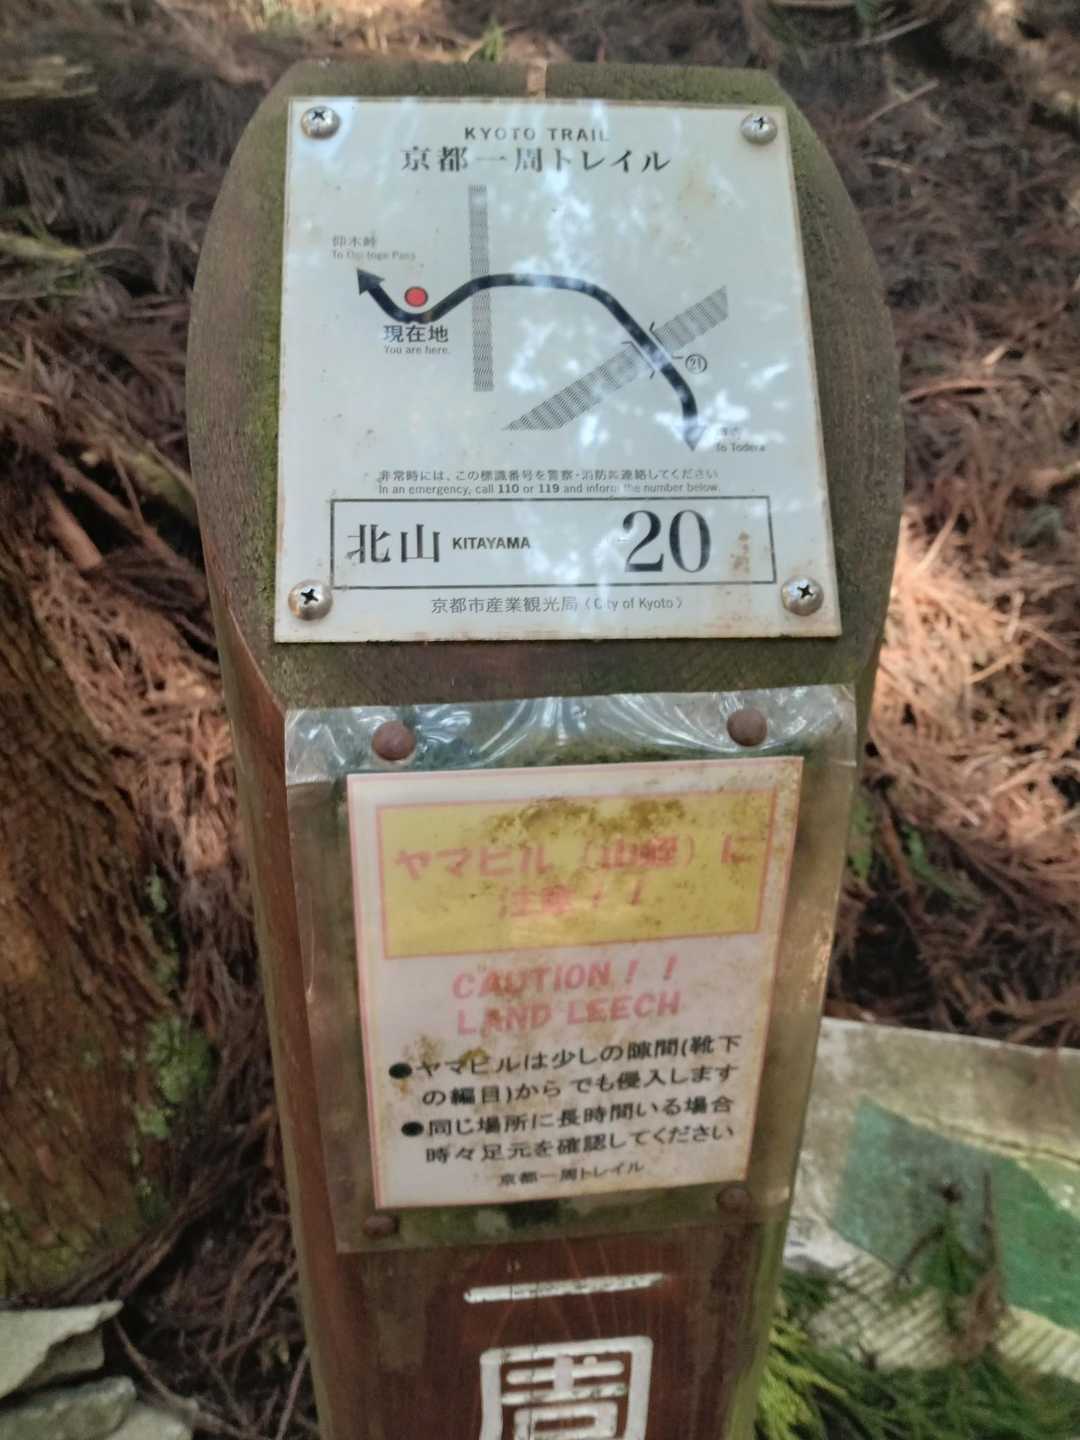 KYOTO TRAIL
京都一周トレイル
仰木峠
現在地
You are here.
21
To Todera
非常時には、この標識番号を警察・消防に連絡してください
In an emergency, call 110 or 119 and inform the number below.
北山 KITAYAMA 20
京都市産業観光局 (City of Kyoto)
ヤマビル（山蛭）に
注意！！
CAUTION！！
LAND LEECH
●ヤマビルは少しの隙間(靴下
の編目)から でも侵入します
●同じ場所に長時間いる場合
時々足元を確認してください
京都一周トレイル
一
周